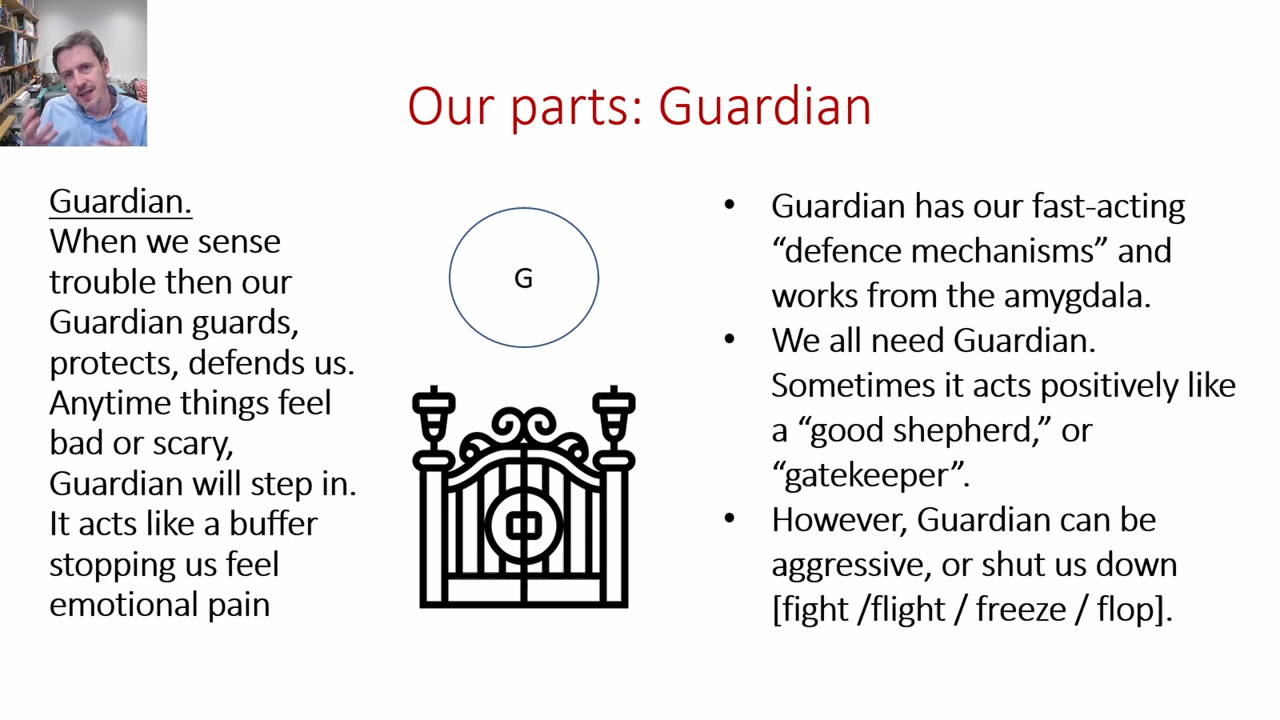 Our parts: Guardian
Guardian.
When we sense
trouble then our
Guardian guards,
protects, defends us.
Anytime things feel
bad or scary,
Guardian will step in.
It acts like a buffer
stopping us feel
emotional pain
G
• Guardian has our fast-acting
“defence mechanisms” and
works from the amygdala.
• We all need Guardian.
Sometimes it acts positively like
a “good shepherd,” or
“gatekeeper”.
• However, Guardian can be
aggressive, or shut us down
[fight /flight / freeze / flop].